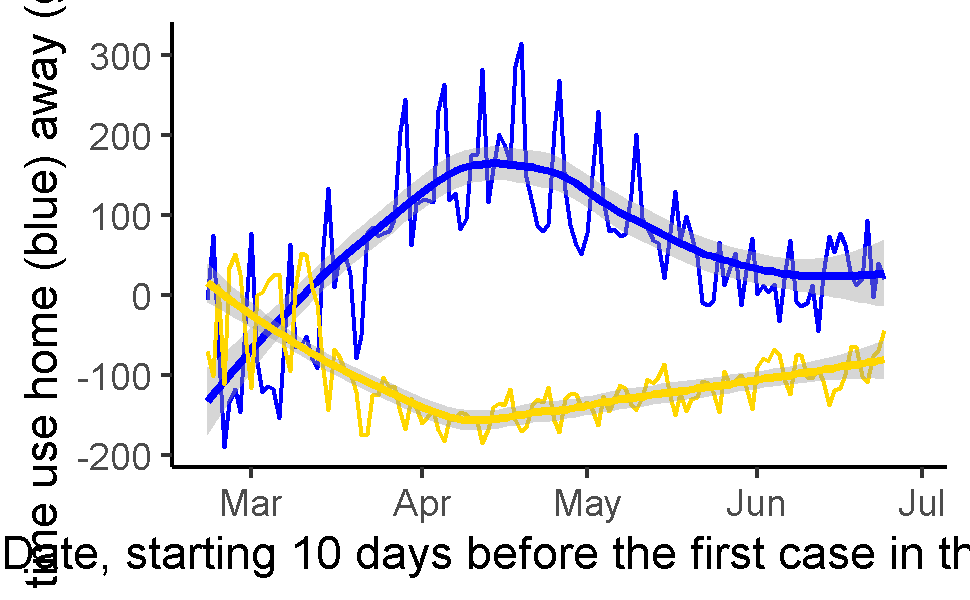 time use home (blue) away (
300
200
100
0
-100
-200
Mar Apr May Jun Jul
Date, starting 10 days before the first case in th